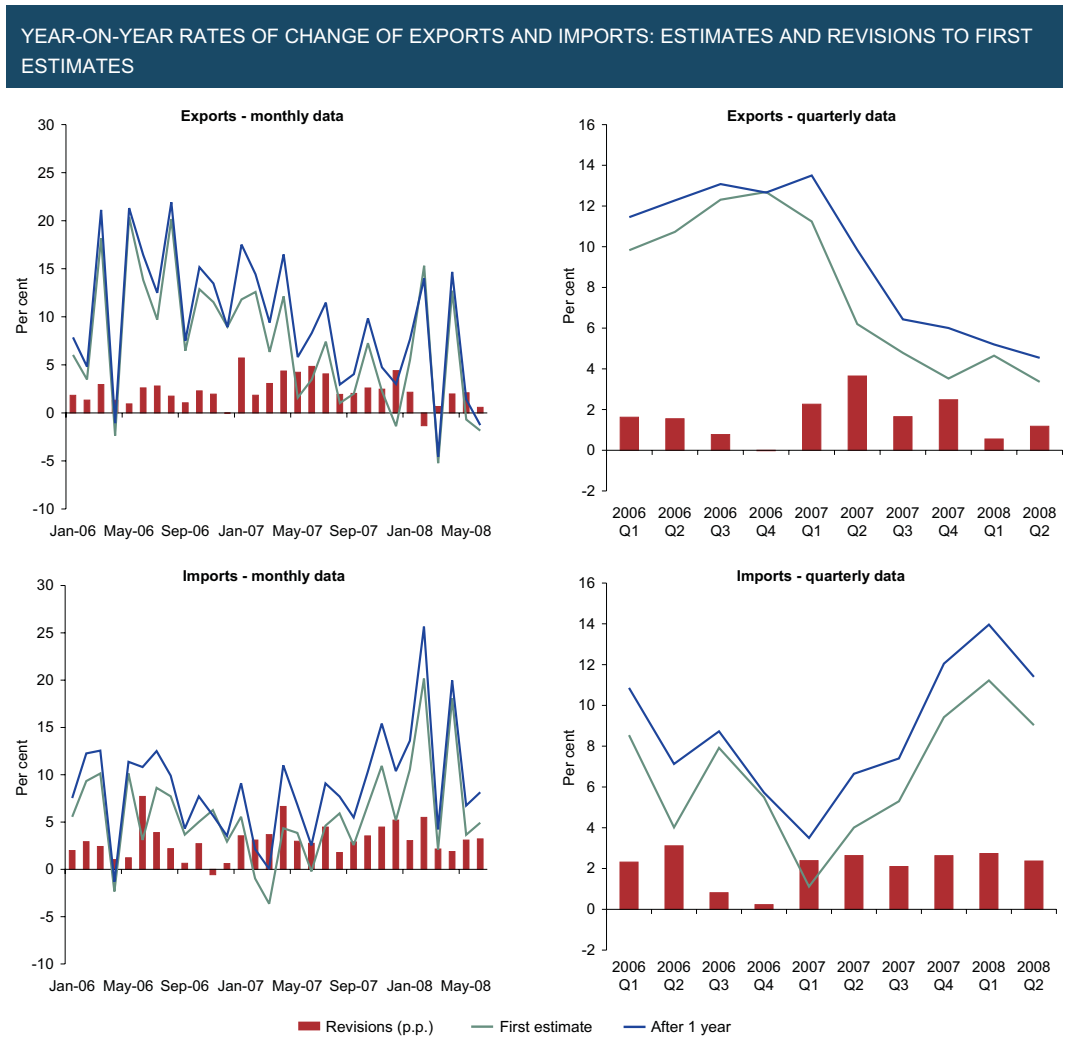 YEAR-ON-YEAR RATES OF CHANGE OF EXPORTS AND IMPORTS: ESTIMATES AND REVISIONS TO FIRST
ESTIMATES
Exports - monthly data
Per cent
30
25
20
15
10
5
0
-5
-10
Jan-06 May-06 Sep-06 Jan-07 May-07 Sep-07 Jan-08 May-08
Exports - quarterly data
Per cent
16
14
12
10
8
6
4
2
0
-2
2006 2006 2006 2006 2007 2007 2007 2007 2008 2008
Q1 Q2 Q3 Q4 Q1 Q2 Q3 Q4 Q1 Q2
Imports - monthly data
Per cent
30
25
20
15
10
5
0
-5
-10
Jan-06 May-06 Sep-06 Jan-07 May-07 Sep-07 Jan-08 May-08
Imports - quarterly data
Per cent
16
14
12
10
8
6
4
2
0
-2
2006 2006 2006 2006 2007 2007 2007 2007 2008 2008
Q1 Q2 Q3 Q4 Q1 Q2 Q3 Q4 Q1 Q2
Revisions (p.p.) First estimate After 1 year